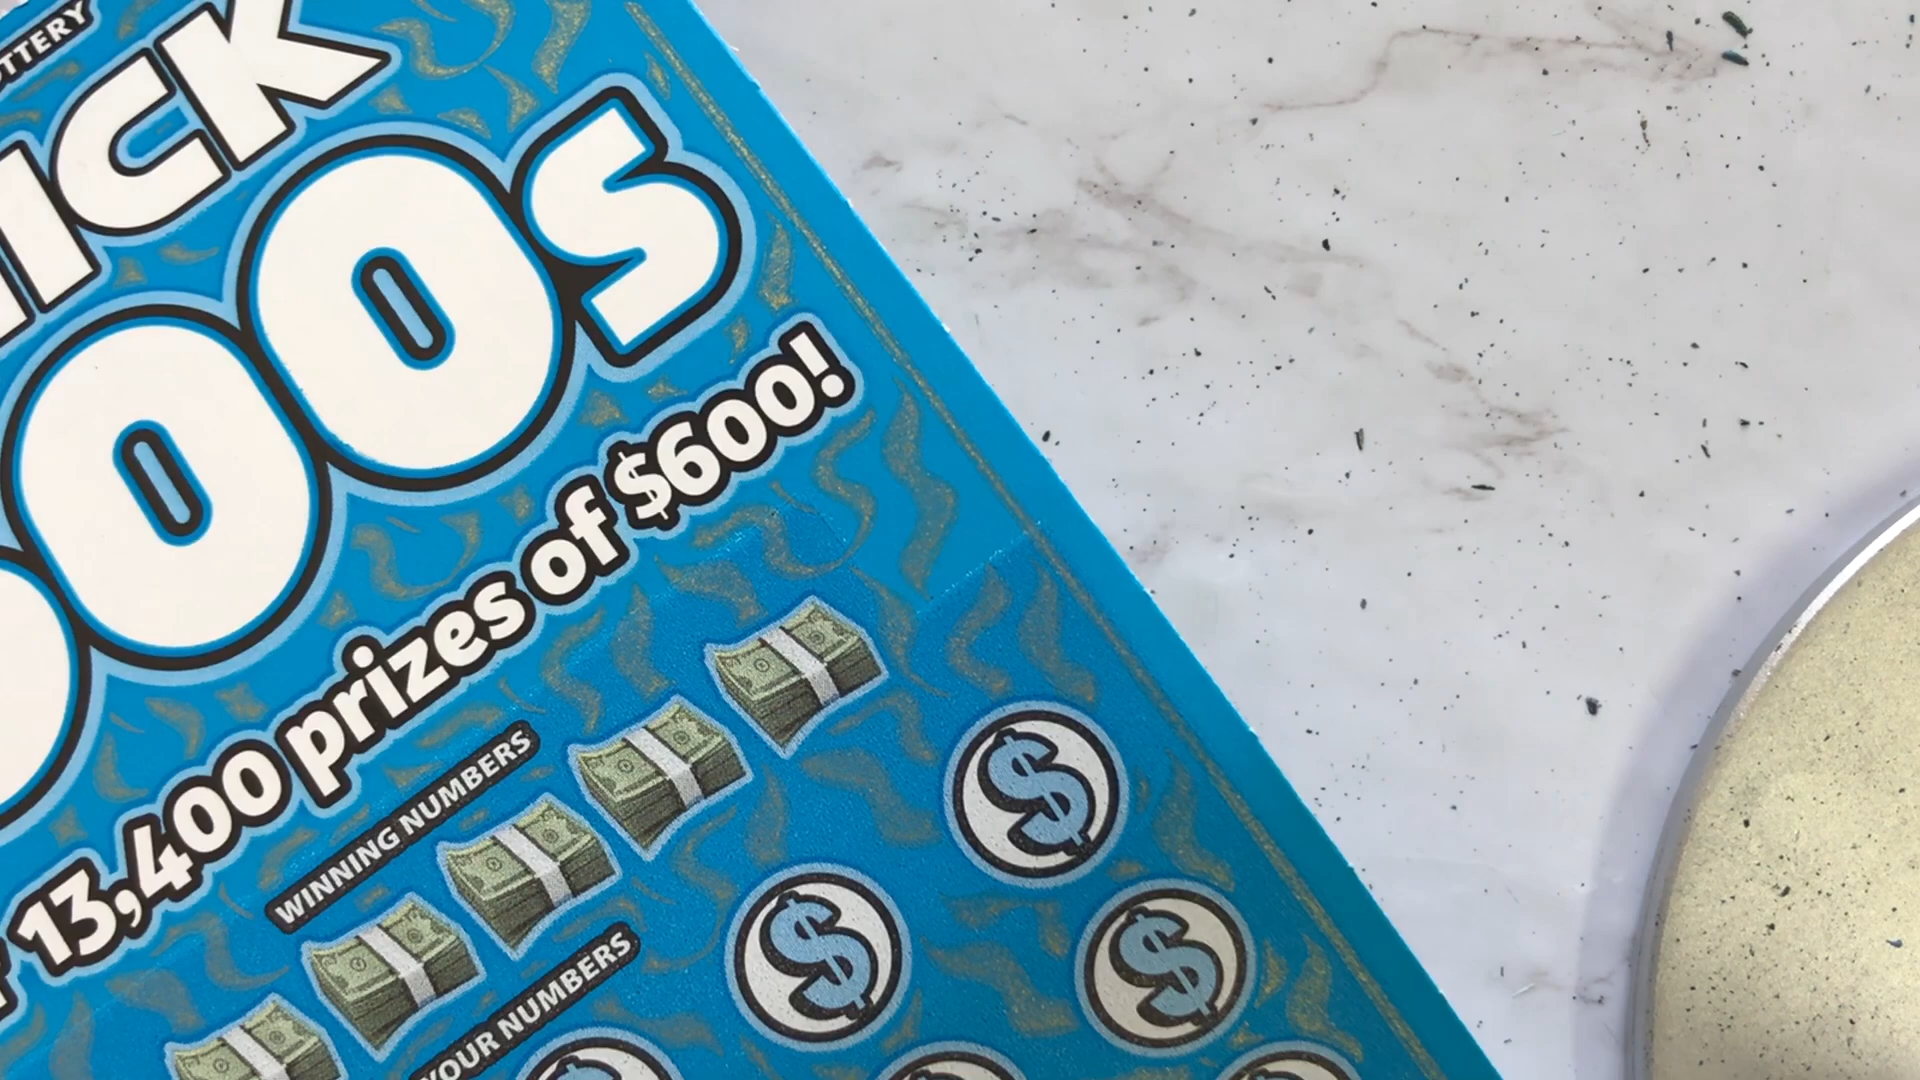 OTTERY
ICK
00s
13,400 prizes of $600!
WINNING NUMBERS
YOUR NUMBERS